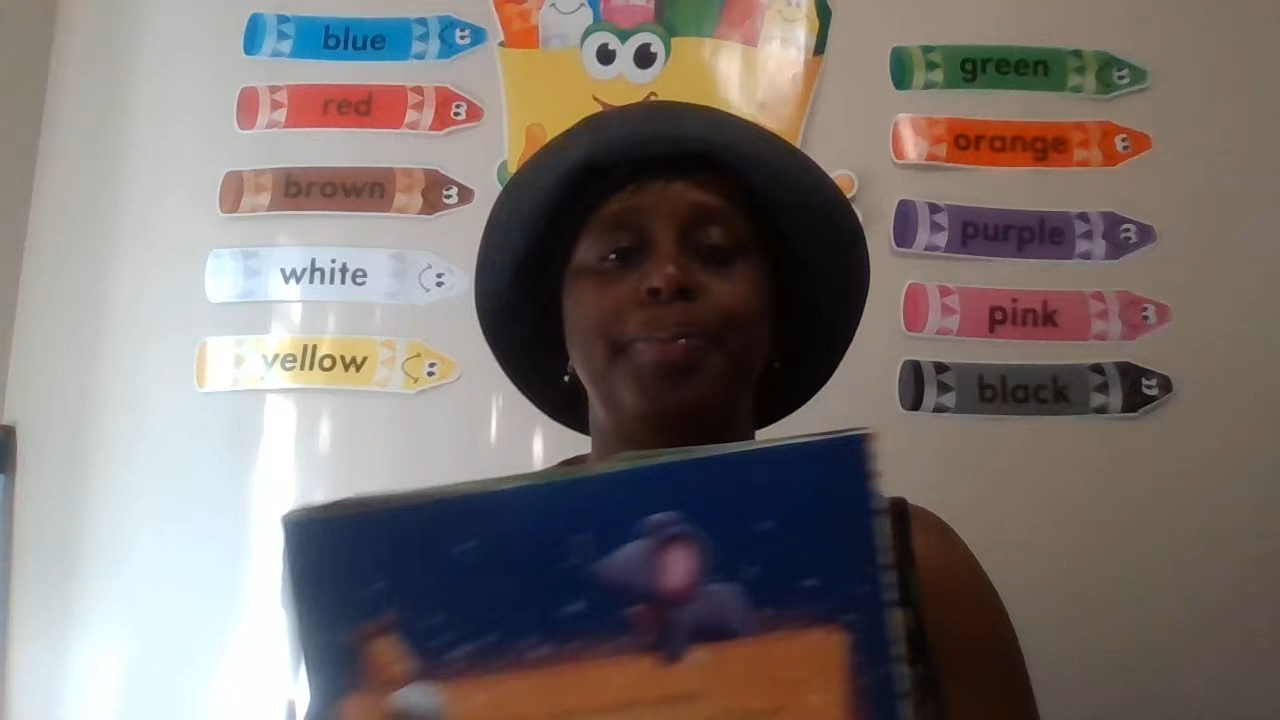 blue
red
brown
white
yellow
green
orange
purple
pink
black